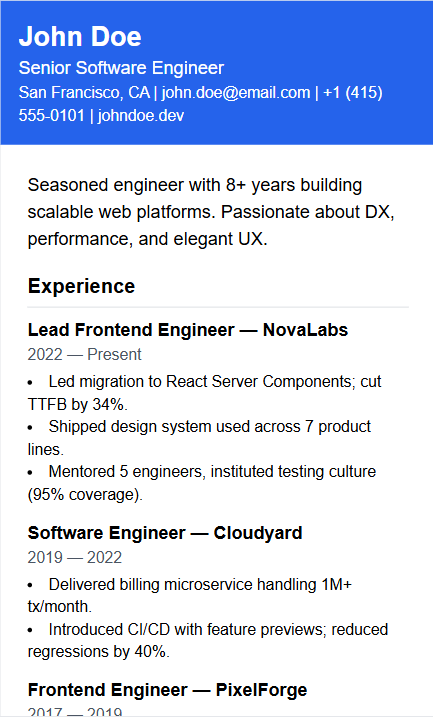 John Doe
Senior Software Engineer
San Francisco, CA | john.doe@email.com | +1 (415)
555-0101 | johndoe.dev
Seasoned engineer with 8+ years building
scalable web platforms. Passionate about DX,
performance, and elegant UX.
Experience
Lead Frontend Engineer — NovaLabs
2022 — Present
• Led migration to React Server Components; cut
TTFB by 34%.
• Shipped design system used across 7 product
lines.
• Mentored 5 engineers, instituted testing culture
(95% coverage).
Software Engineer — Cloudyard
2019 — 2022
• Delivered billing microservice handling 1M+
tx/month.
• Introduced CI/CD with feature previews; reduced
regressions by 40%.
Frontend Engineer — PixelForge
2017 — 2019